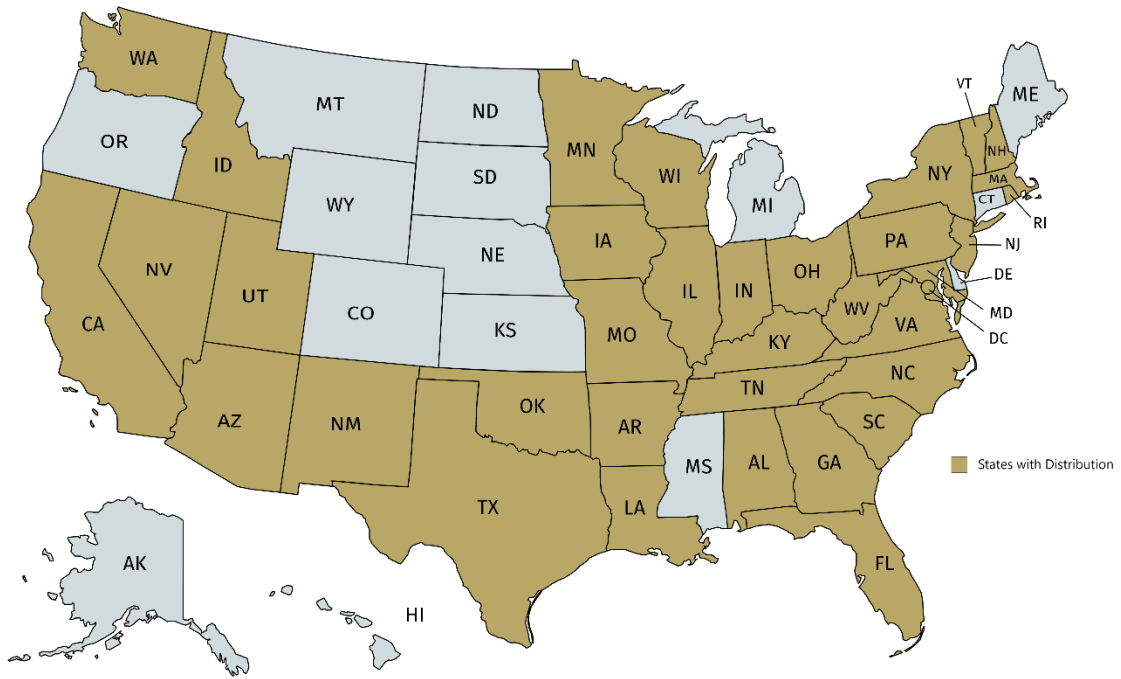 WA
MT
ND
MN
VT
ME
OR
ID
SD
WI
NH
NY
MA
WY
MI
CT
RI
NE
IA
PA
NJ
NV
UT
CO
IL
IN
OH
DE
CA
KS
MO
WV
VA
MD
DC
KY
NC
TN
AZ
NM
OK
AR
SC
MS
AL
GA
States with Distribution
TX
LA
AK
FL
HI